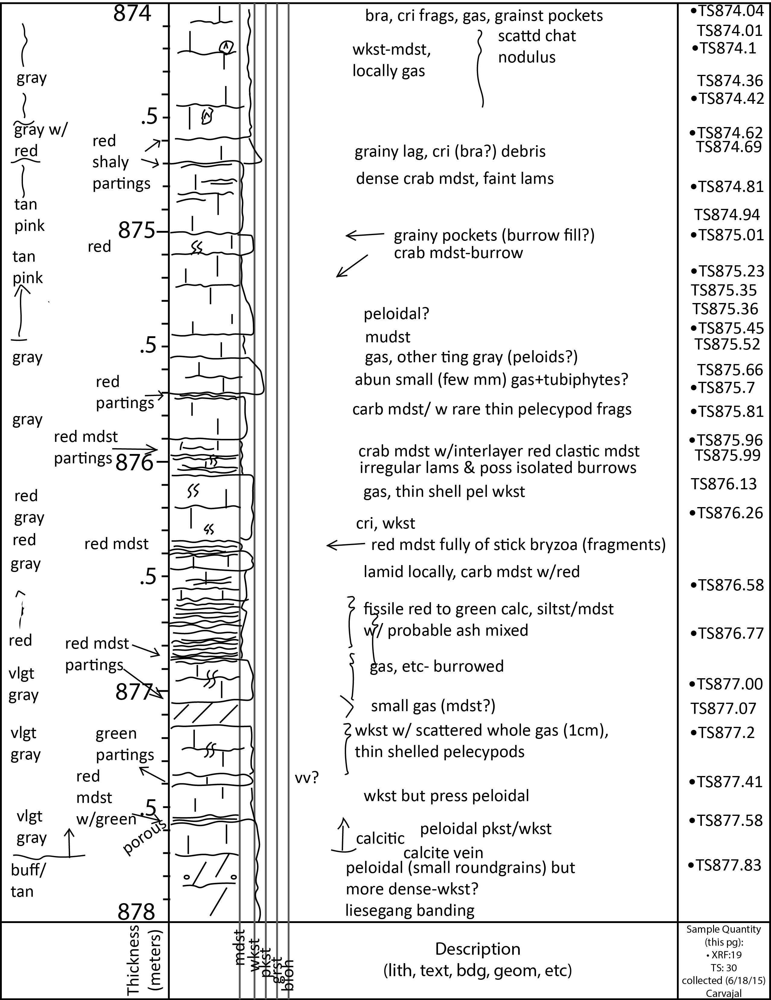 874
bra, cri frags, gas, grainst pockets
•TS874.04
scattd chat
TS874.01
wkst-mdst,
•TS874.1
nodulus
locally gas
gray
TS874.36
•TS874.42
.5
gray w/
•TS874.62
red
red
grainy lag, cri (bra?) debris
TS874.69
shaly
dense crab mdst, faint lams
partings
•TS874.81
tan
TS874.94
pink
875
grainy pockets (burrow fill?)
•TS875.01
red
crab mdst-burrow
tan
•TS875.23
pink
TS875.35
TS875.36
peloidal?
•TS875.45
mudst
.5
TS875.52
gray
gas, other ting gray (peloids?)
TS875.66
red
abun small (few mm) gas+tubiphytes?
•TS875.7
partings
carb mdst/ w rare thin pelecypod frags
•TS875.81
gray
red mdst
•TS875.96
partings
crab mdst w/interlayer red clastic mdst
TS875.99
876
irregular lams & poss isolated burrows
TS876.13
red
gas, thin shell pel wkst
gray
•TS876.26
cri, wkst
red
red mdst
red mdst fully of stick bryzoa (fragments)
gray
.5
lamid locally, carb mdst w/red
•TS876.58
fissile red to green calc, siltst/mdst
w/ probable ash mixed
•TS876.77
red
red mdst
partings
gas, etc- burrowed
vlgt
•TS877.00
gray
877
small gas (mdst?)
TS877.07
vlgt
green
wkst w/ scattered whole gas (1cm),
•TS877.2
gray
partings
thin shelled pelecypods
red
vv?
•TS877.41
mdst
wkst but press peloidal
.5
vlgt
w/green
•TS877.58
gray
porous
peloidal pkst/wkst
calcitic
calcite vein
buff/
peloidal (small roundgrains) but
•TS877.83
tan
more dense-wkst?
878
liesegang banding
Thickness
(meters)
mdst
wkst
pkst
grst
bioh
Description
(lith, text, bdg, geom, etc)
Sample Quantity
(this pg):
• XRF:19
TS: 30
collected (6/18/15)
Carvajal